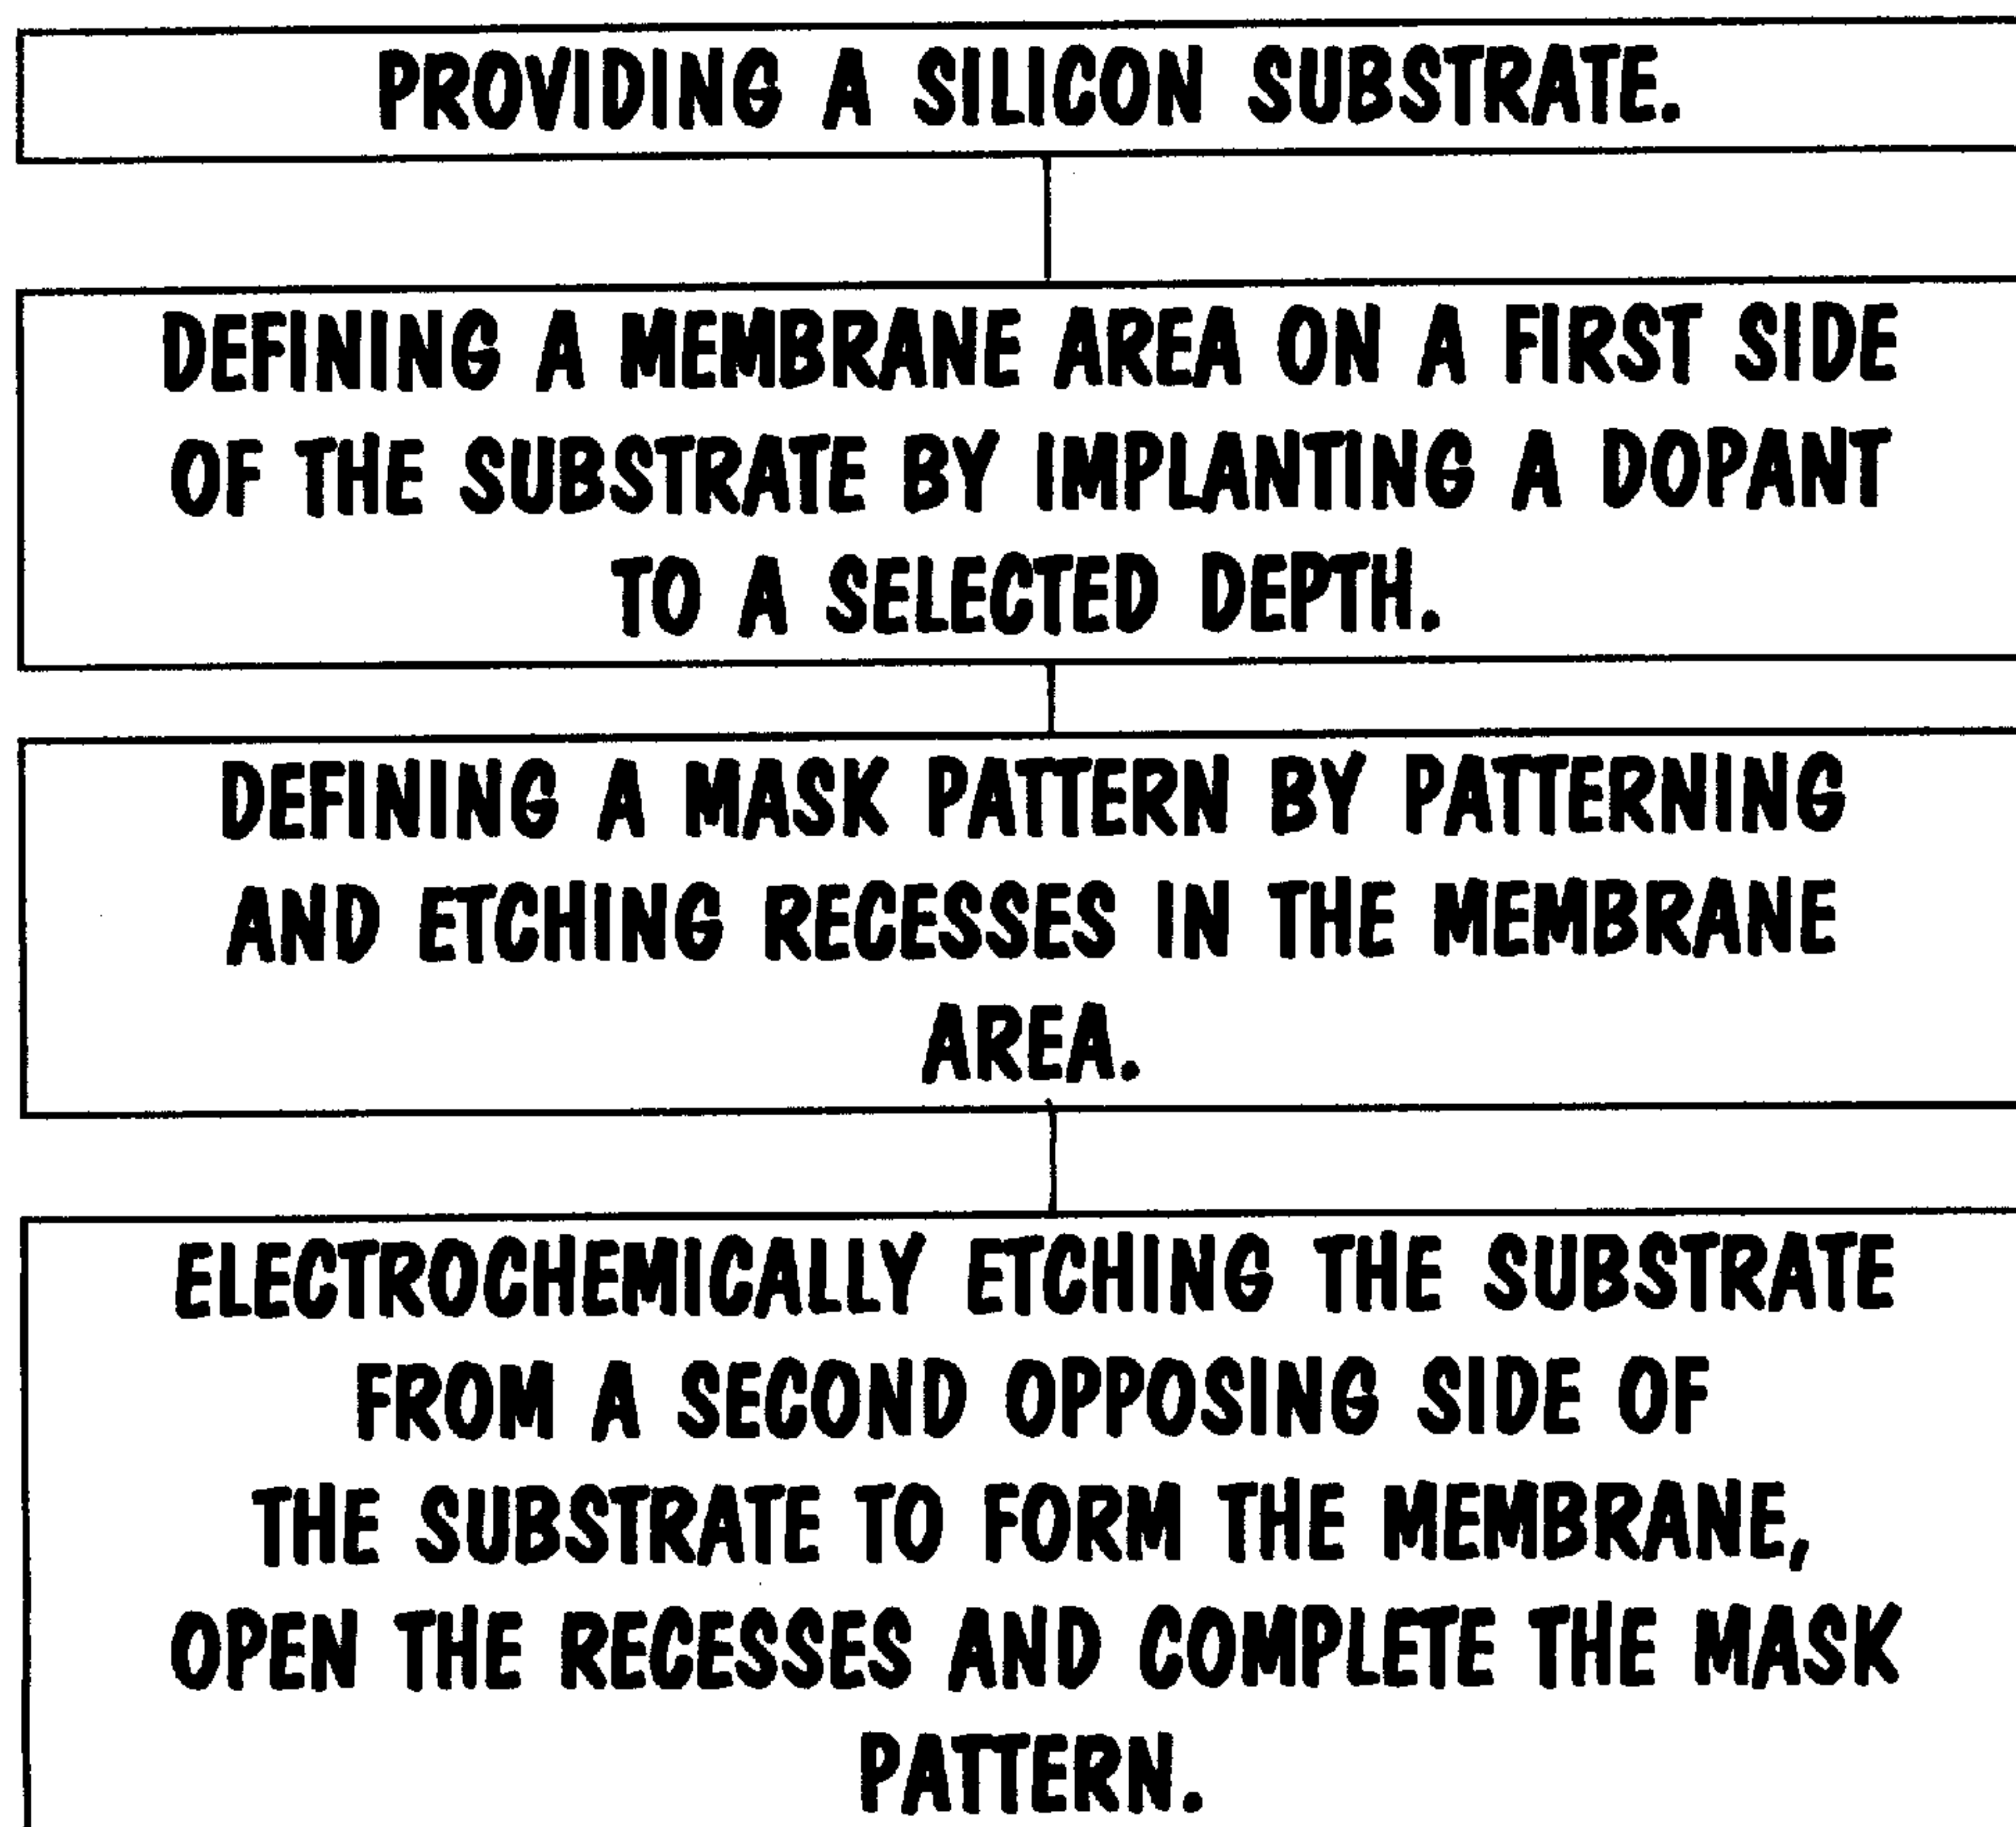 PROVIDING A SILICON SUBSTRATE.
DEFINING A MEMBRANE AREA ON A FIRST SIDE
OF THE SUBSTRATE BY IMPLANTING A DOPANT
TO A SELECTED DEPTH.
DEFINING A MASK PATTERN BY PATTERNING
AND ETCHING RECESSES IN THE MEMBRANE
AREA.
ELECTROCHEMICALLY ETCHING THE SUBSTRATE
FROM A SECOND OPPOSING SIDE OF
THE SUBSTRATE TO FORM THE MEMBRANE,
OPEN THE RECESSES AND COMPLETE THE MASK
PATTERN.